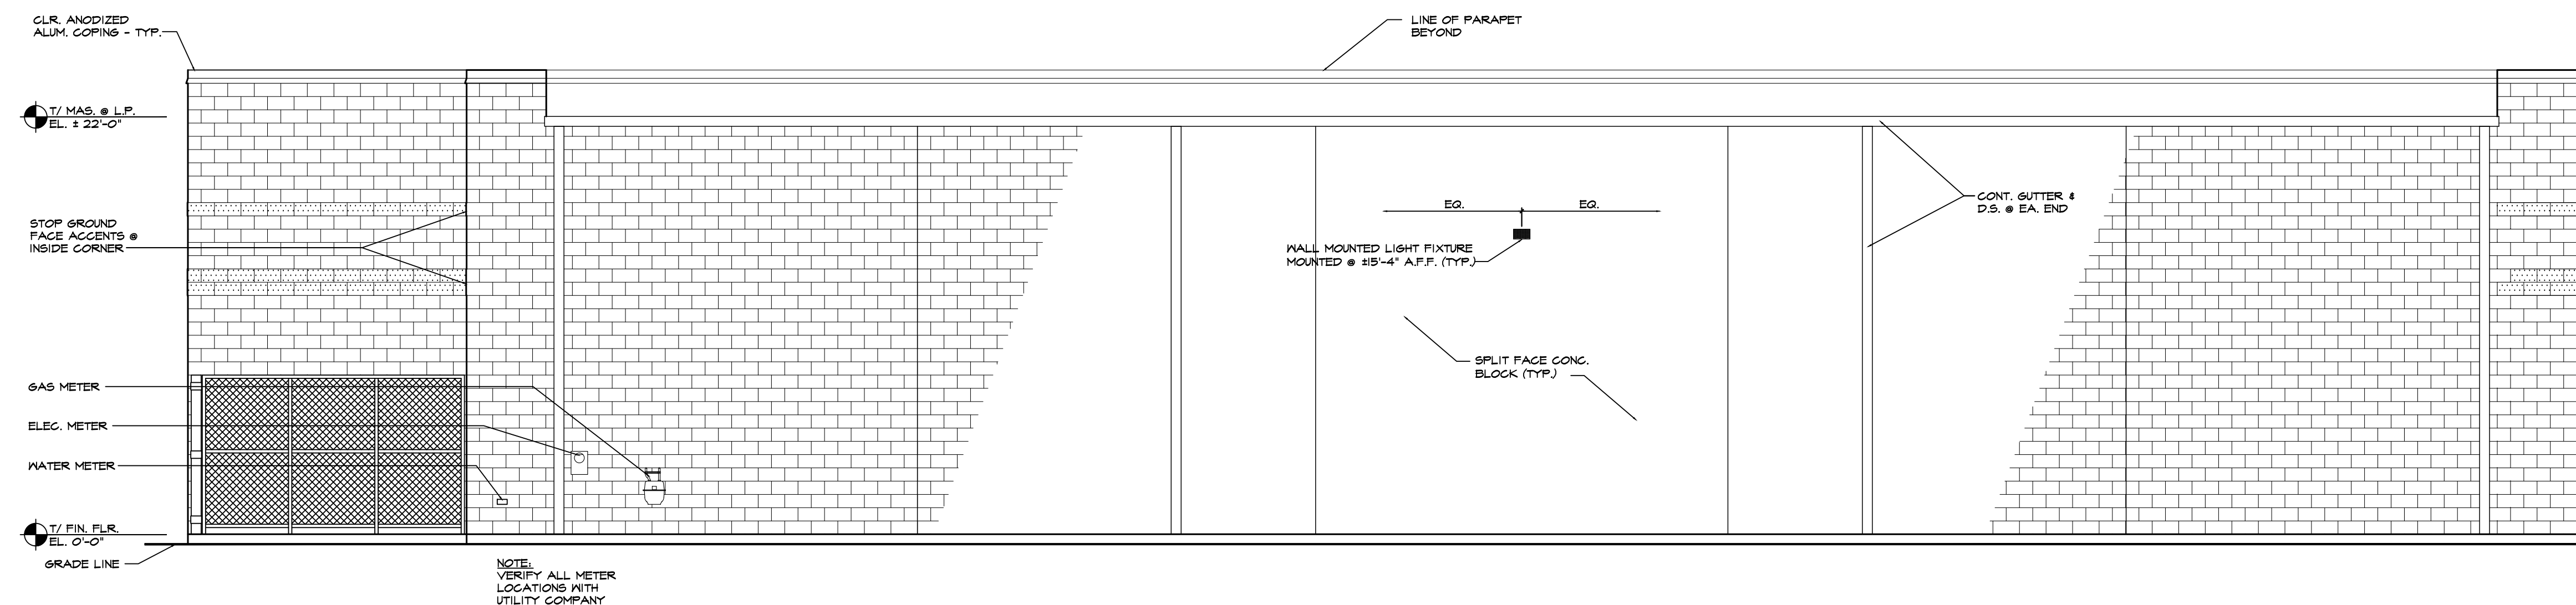 CLR. ANODIZED
ALUM. COPING - TYP.
LINE OF PARAPET
BEYOND
T/ MAS. @ L.P.
EL. ± 22'-0"
STOP GROUND
FACE ACCENTS @
INSIDE CORNER
EQ.
EQ.
CONT. GUTTER &
D.S. @ EA. END
WALL MOUNTED LIGHT FIXTURE
MOUNTED @ ±15'-4" A.F.F. (TYP.)
SPLIT FACE CONC.
BLOCK (TYP.)
GAS METER
ELEC. METER
WATER METER
T/ FIN. FLR.
EL. 0'-0"
GRADE LINE
NOTE:
VERIFY ALL METER
LOCATIONS WITH
UTILITY COMPANY